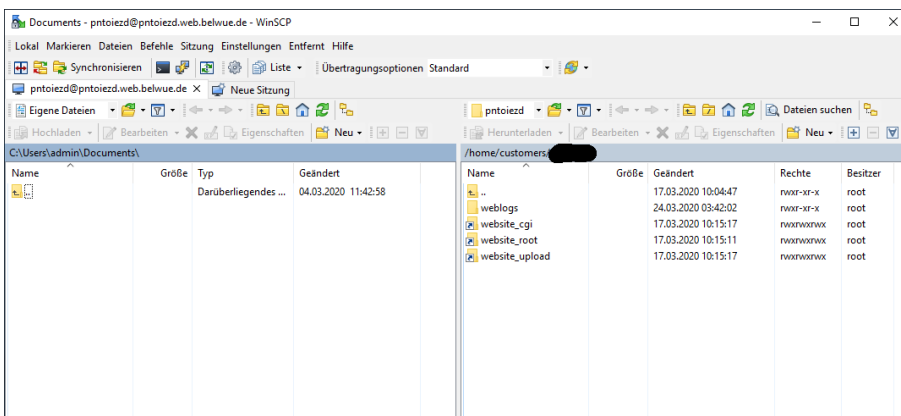 Documents - pntoiezd@pntoiezd.web.belwue.de - WinSCP
Lokal Markieren Dateien Befehle Sitzung Einstellungen Entfernt Hilfe
Synchronisieren Liste Übertragungsoptionen Standard
pntoiezd@pntoiezd.web.belwue.de X Neue Sitzung
Eigene Dateien pntoiezd Dateien suchen
Hochladen Bearbeiten Eigenschaften Neu Herunterladen Bearbeiten Eigenschaften Neu
C:\Users\admin\Documents\ /home/customers/
Name Größe Typ Geändert Name Größe Geändert Rechte Besitzer
.. Darüberliegendes ... 04.03.2020 11:42:58 .. 17.03.2020 10:04:47 rwxr-xr-x root
weblogs 24.03.2020 03:42:02 rwxr-xr-x root
website_cgi 17.03.2020 10:15:17 rwxrwxrwx root
website_root 17.03.2020 10:15:11 rwxrwxrwx root
website_upload 17.03.2020 10:15:17 rwxrwxrwx root